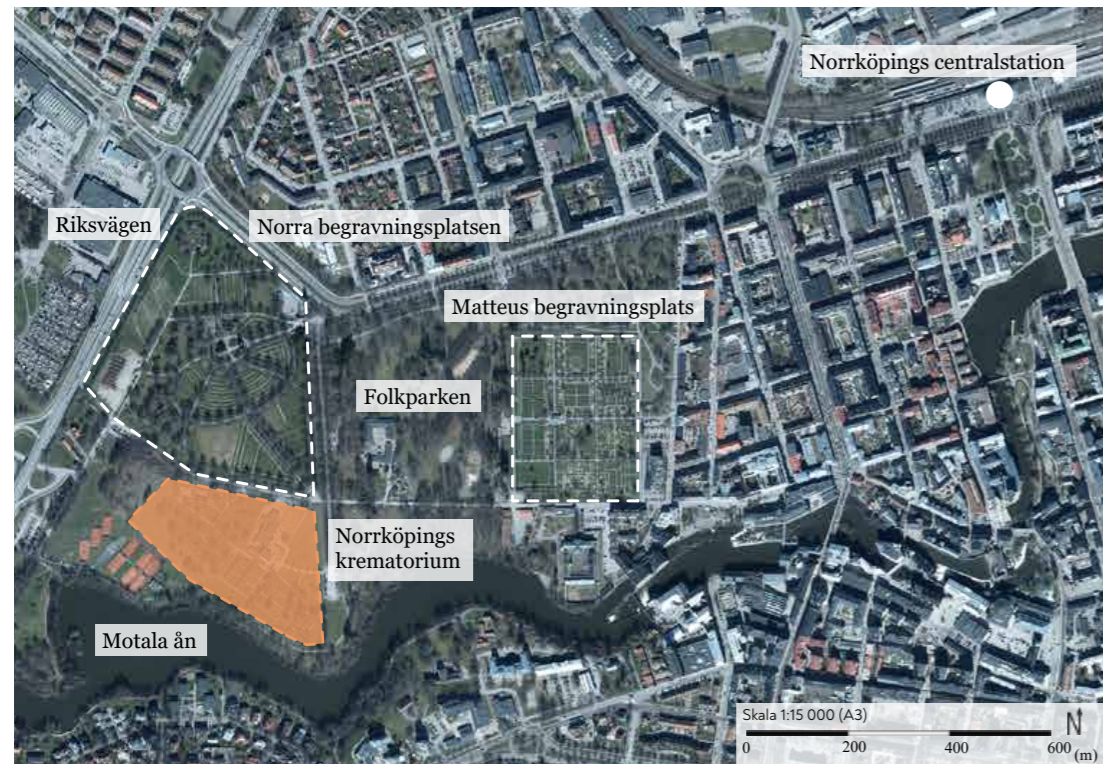 Norrköpings centralstation
Riksvägen
Norra begravningsplatsen
Matteus begravningsplats
Folkparken
Norrköpings
krematorium
Motala ån
Skala 1:15 000 (A3)
N
0 200 400 600 (m)